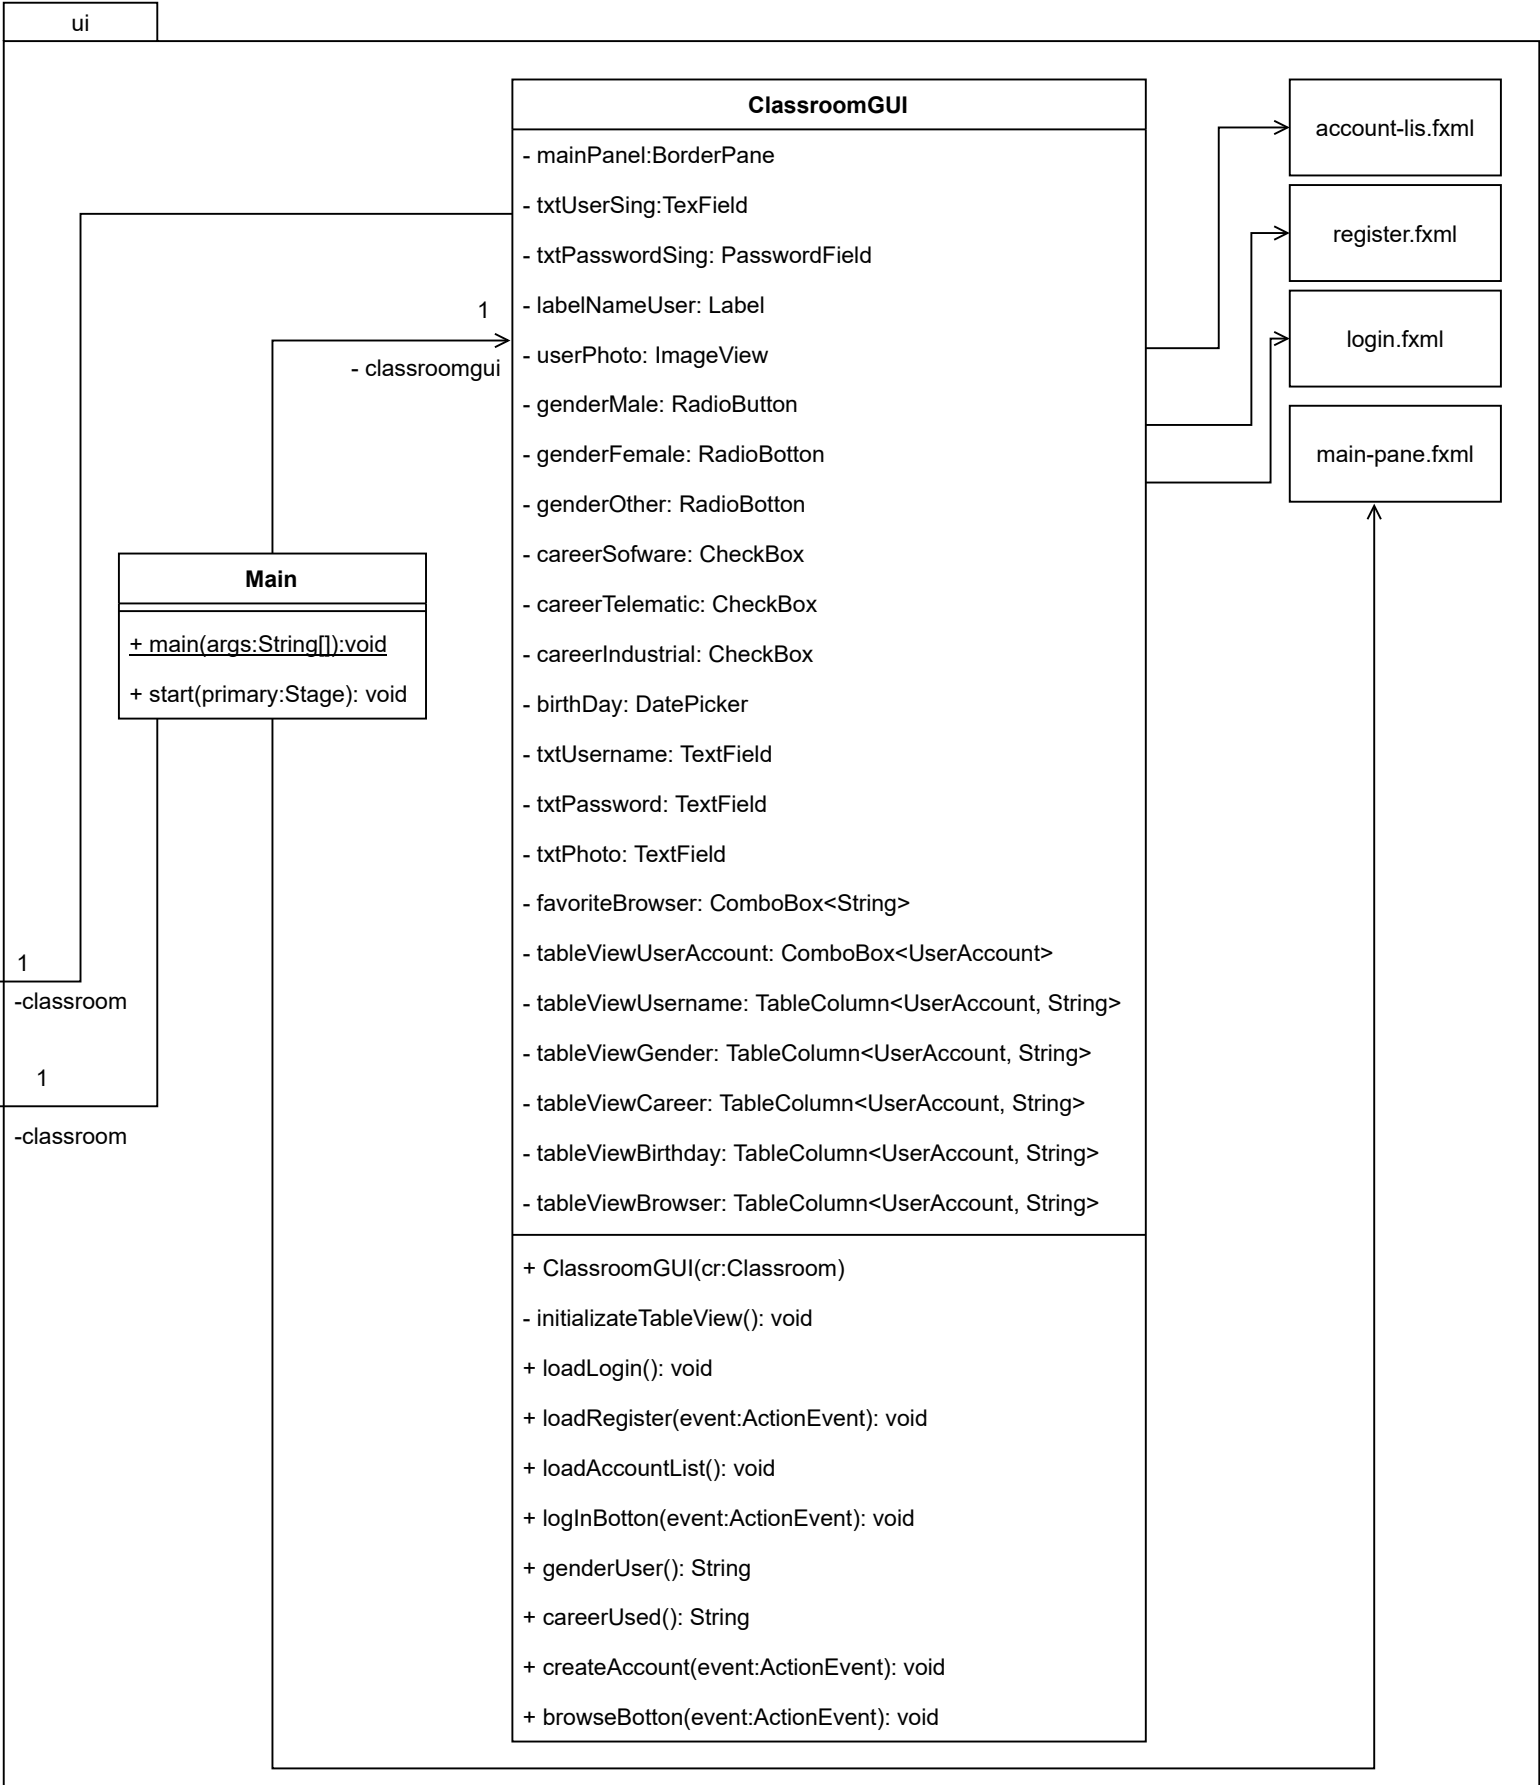 ui
ClassroomGUI
- mainPanel:BorderPane
- txtUserSing:TexField
- txtPasswordSing: PasswordField
- labelNameUser: Label
- userPhoto: ImageView
- genderMale: RadioButton
- genderFemale: RadioBotton
- genderOther: RadioBotton
- careerSofware: CheckBox
- careerTelematic: CheckBox
- careerIndustrial: CheckBox
- birthDay: DatePicker
- txtUsername: TextField
- txtPassword: TextField
- txtPhoto: TextField
- favoriteBrowser: ComboBox<String>
- tableViewUserAccount: ComboBox<UserAccount>
- tableViewUsername: TableColumn<UserAccount, String>
- tableViewGender: TableColumn<UserAccount, String>
- tableViewCareer: TableColumn<UserAccount, String>
- tableViewBirthday: TableColumn<UserAccount, String>
- tableViewBrowser: TableColumn<UserAccount, String>
+ ClassroomGUI(cr:Classroom)
- initializateTableView(): void
+ loadLogin(): void
+ loadRegister(event:ActionEvent): void
+ loadAccountList(): void
+ logInBotton(event:ActionEvent): void
+ genderUser(): String
+ careerUsed(): String
+ createAccount(event:ActionEvent): void
+ browseBotton(event:ActionEvent): void
account-lis.fxml
register.fxml
login.fxml
main-pane.fxml
1
- classroomgui
Main
+ main(args:String[]):void
+ start(primary:Stage): void
1
-classroom
1
-classroom